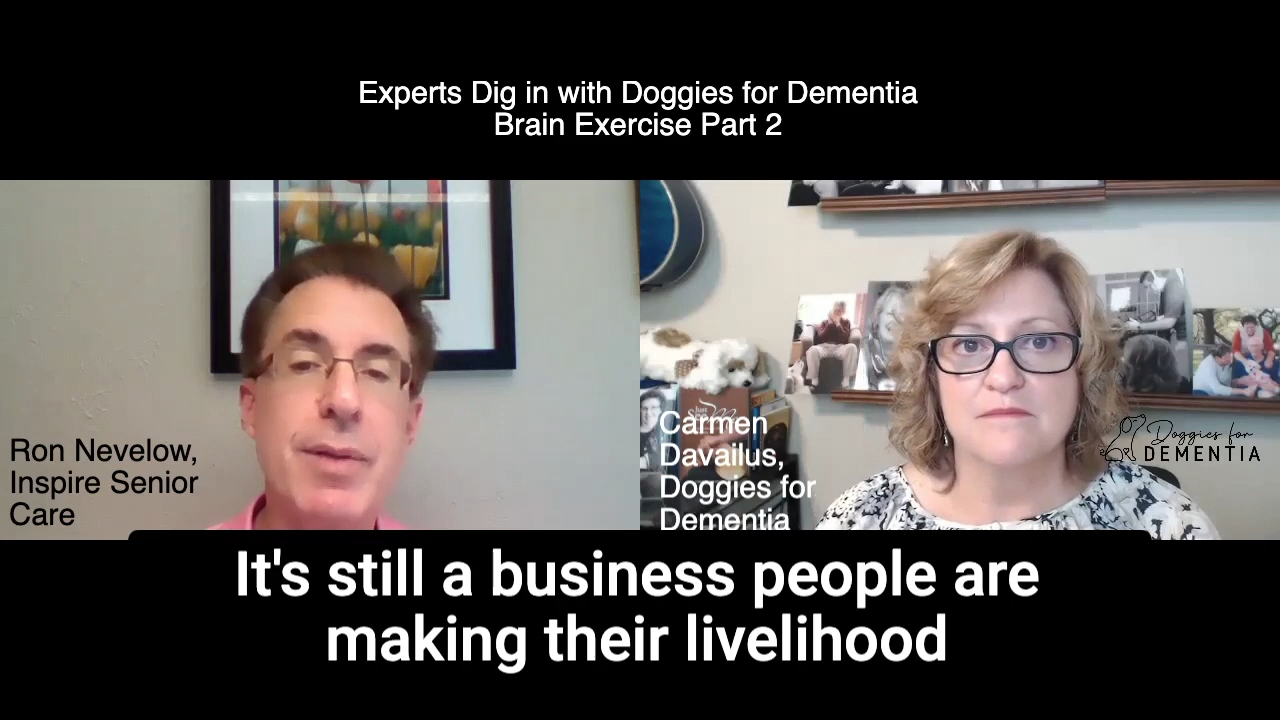 Experts Dig in with Doggies for Dementia
Brain Exercise Part 2
Ron Nevelow,
Inspire Senior
Care
Carmen
Davailus,
Doggies for
Dementia
Just
Doggies for
DEMENTIA
It's still a business people are
making their livelihood